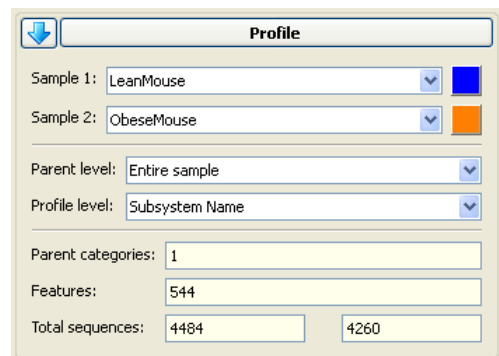 Profile
Sample 1: LeanMouse
Sample 2: ObeseMouse
Parent level: Entire sample
Profile level: Subsystem Name
Parent categories: 1
Features: 544
Total sequences: 4484 4260